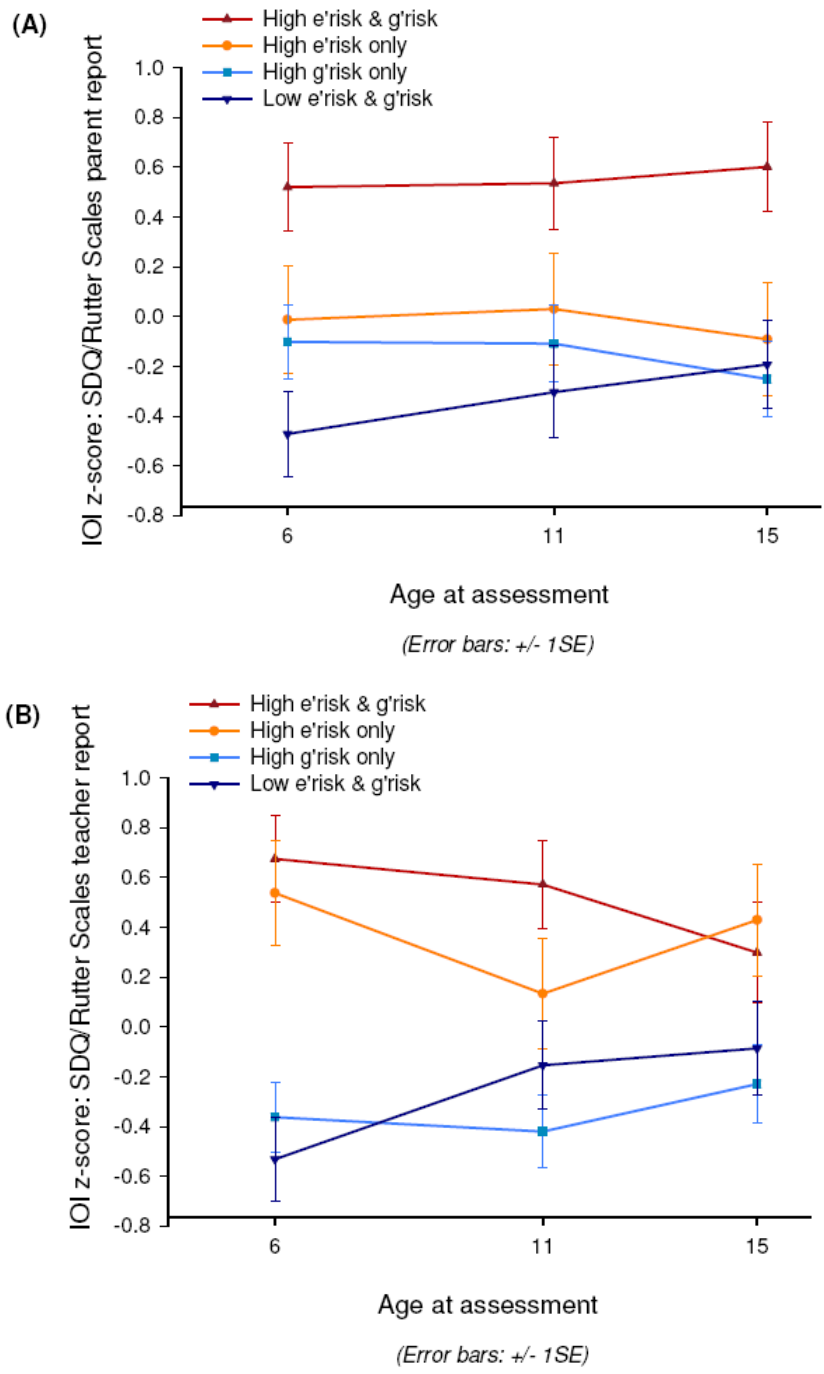 (A)
High e'risk & g'risk
High e'risk only
High g'risk only
Low e'risk & g'risk
IOI z-score: SDQ/Rutter Scales parent report
1.0
0.8
0.6
0.4
0.2
0.0
-0.2
-0.4
-0.6
-0.8
6 11 15
Age at assessment
(Error bars: +/- 1SE)
(B)
High e'risk & g'risk
High e'risk only
High g'risk only
Low e'risk & g'risk
IOI z-score: SDQ/Rutter Scales teacher report
1.0
0.8
0.6
0.4
0.2
0.0
-0.2
-0.4
-0.6
-0.8
6 11 15
Age at assessment
(Error bars: +/- 1SE)